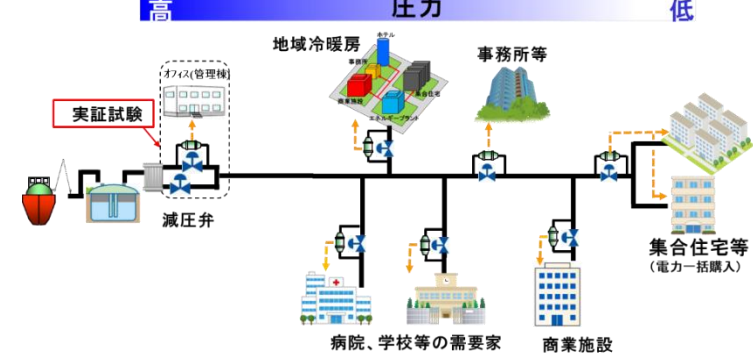 高 圧力 低
地域冷暖房
ホテル
事務所
商業施設
集合住宅
エネルギープラント
事務所等
オフィス(管理棟)
実証試験
減圧弁
集合住宅等
(電力一括購入)
病院、学校等の需要家
商業施設